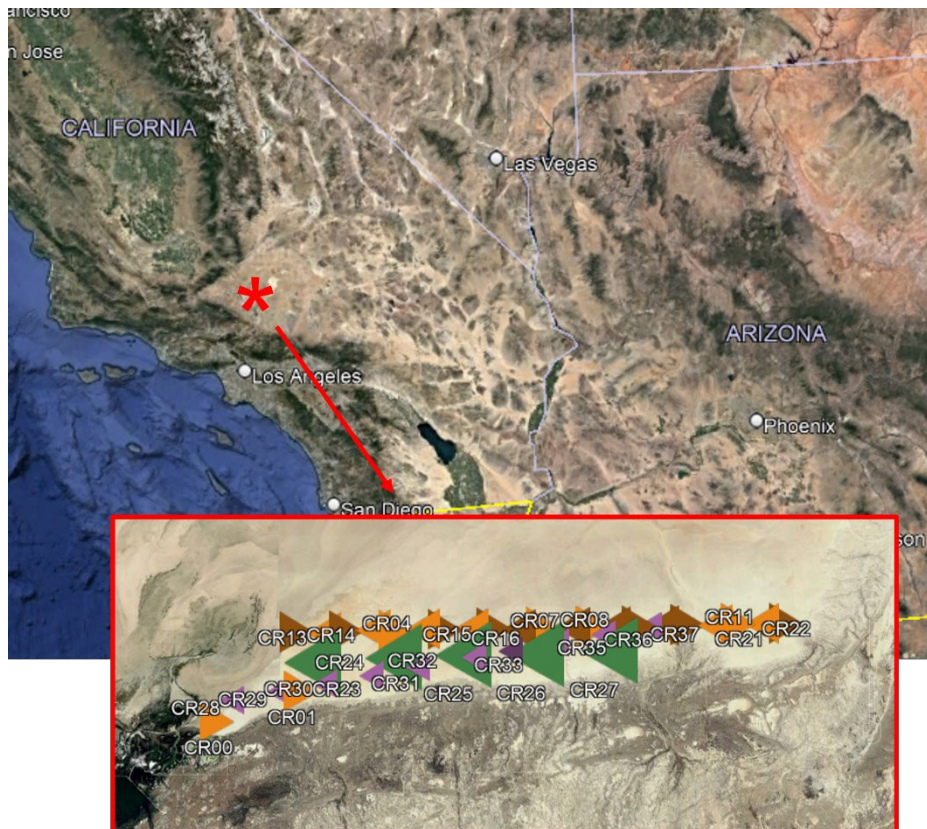 ancisco
n Jose
CALIFORNIA
Las Vegas
ARIZONA
Los Angeles
Phoenix
San Diego
son
CR13
CR14
CR04
CR15
CR16
CR07
CR08
CR35
CR36
CR37
CR11
CR21
CR22
CR24
CR32
CR33
CR28
CR29
CR30
CR23
CR31
CR25
CR26
CR27
CR01
CR00